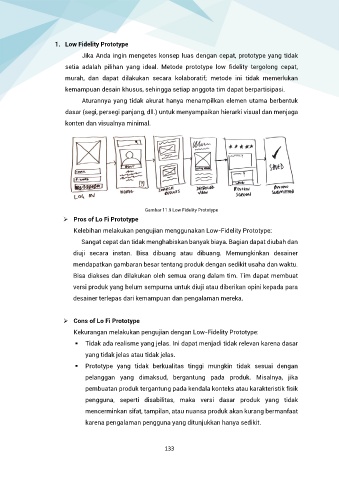 1. Low Fidelity Prototype
Jika Anda ingin mengetes konsep luas dengan cepat, prototype yang tidak
setia adalah pilihan yang ideal. Metode prototype low fidelity tergolong cepat,
murah, dan dapat dilakukan secara kolaboratif; metode ini tidak memerlukan
kemampuan desain khusus, sehingga setiap anggota tim dapat berpartisipasi.
Aturannya yang tidak akurat hanya menampilkan elemen utama berbentuk
dasar (segi, persegi panjang, dll.) untuk menyampaikan hierarki visual dan menjaga
konten dan visualnya minimal.
SAVED
LOG IN
HOME
SEARCH RESULTS
DETAILED VIEW
REVIEW SCREEN
REVIEW SUBMITTED
Gambar 11.8 Low Fidelity Prototype
➢ Pros of Lo Fi Prototype
Kelebihan melakukan pengujian menggunakan Low-Fidelity Prototype:
Sangat cepat dan tidak menghabiskan banyak biaya. Bagian dapat diubah dan
diuji secara instan. Bisa dibuang atau dibuang. Memungkinkan desainer
mendapatkan gambaran besar tentang produk dengan sedikit usaha dan waktu.
Bisa diakses dan dilakukan oleh semua orang dalam tim. Tim dapat membuat
versi produk yang belum sempurna untuk diuji atau diberikan opini kepada para
desainer terlepas dari kemampuan dan pengalaman mereka.
➢ Cons of Lo Fi Prototype
Kekurangan melakukan pengujian dengan Low-Fidelity Prototype:
▪ Tidak ada realisme yang jelas. Ini dapat menjadi tidak relevan karena dasar
yang tidak jelas atau tidak jelas.
▪ Prototype yang tidak berkualitas tinggi mungkin tidak sesuai dengan
pelanggan yang dimaksud, bergantung pada produk. Misalnya, jika
pembuatan produk tergantung pada kendala konteks atau karakteristik fisik
pengguna, seperti disabilitas, maka versi dasar produk yang tidak
mencerminkan sifat, tampilan, atau nuansa produk akan kurang bermanfaat
karena pengalaman pengguna yang ditunjukkan hanya sedikit.
133